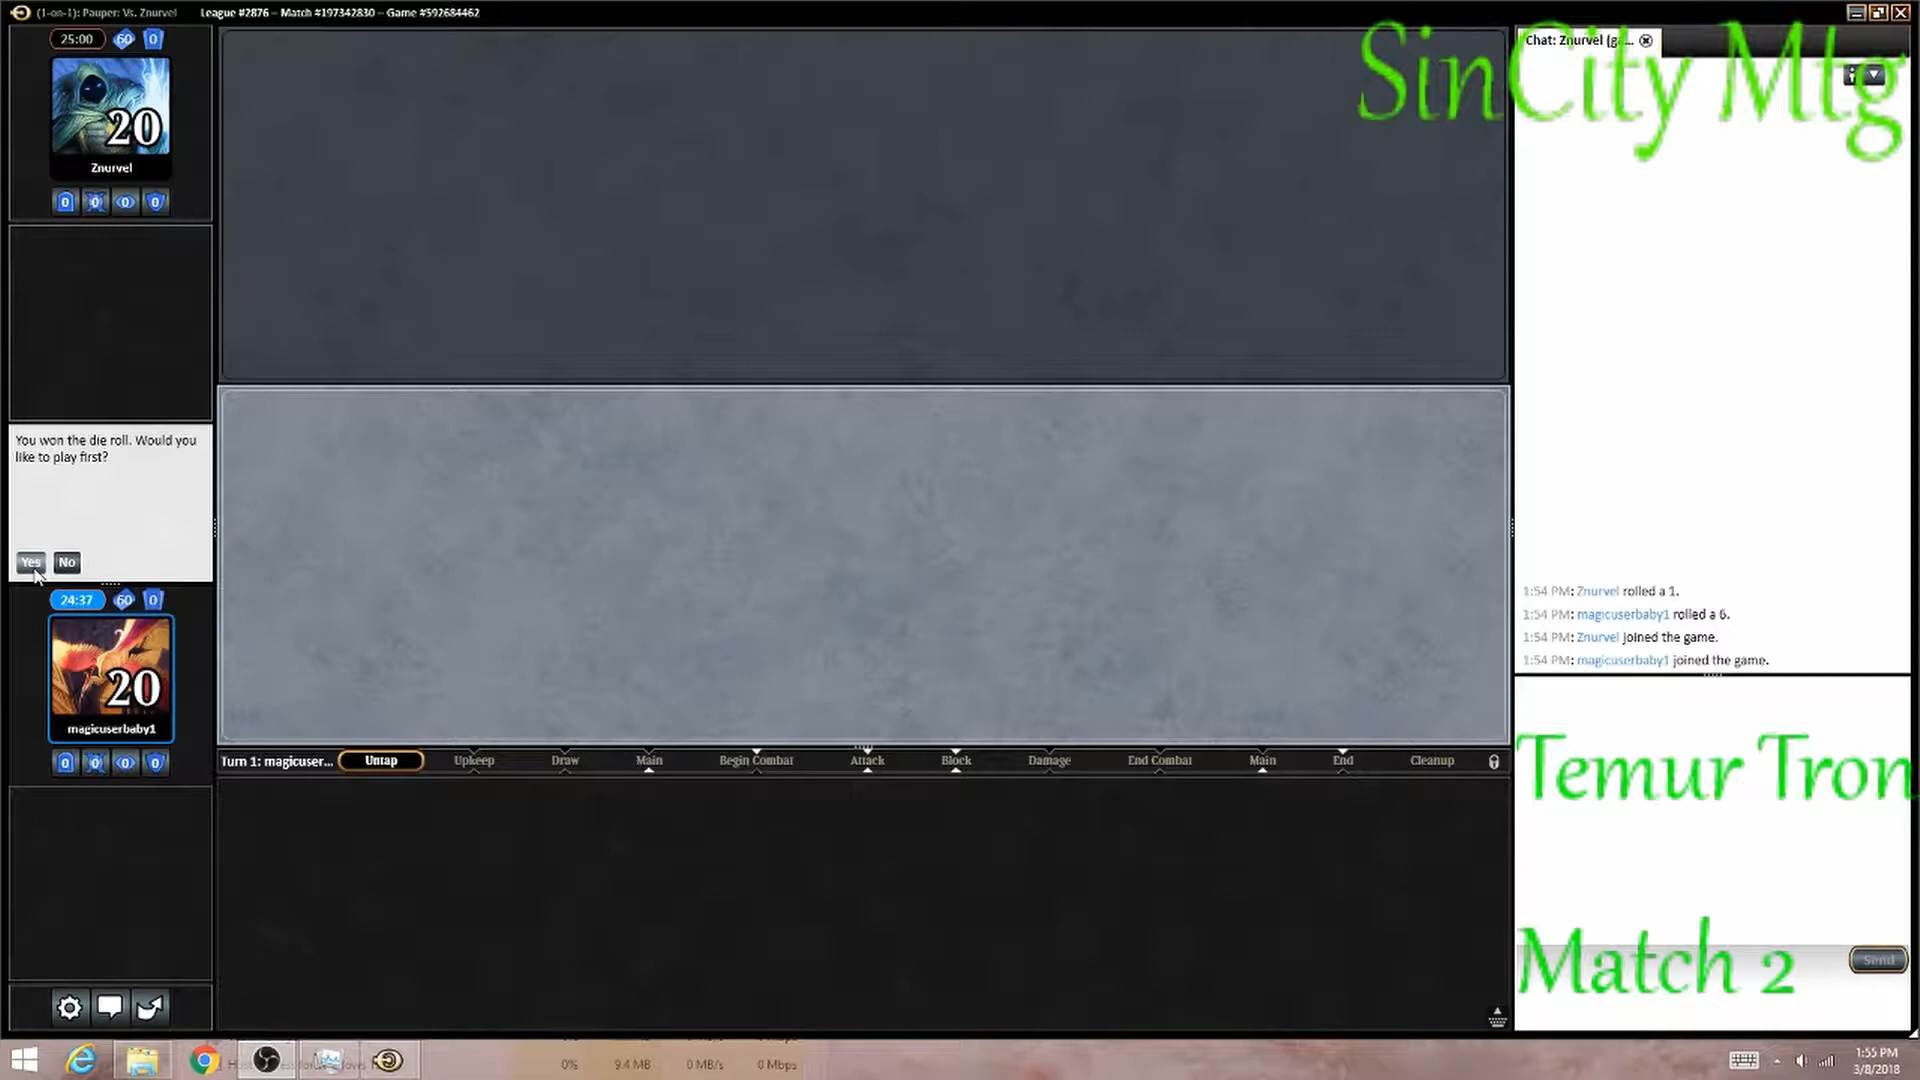 (1-on-1): Pauper: Vs. Znurvel League #2876 – Match #197342830 – Game #592684462
25:00 60 0
20
Znurvel
0 0 0 0
You won the die roll. Would you
like to play first?
Yes No
24:37 60 0
20
magicuserbaby1
0 0 0 0
Turn 1: magicuser... Untap Upkeep Draw Main Begin Combat Attack Block Damage End Combat Main End Cleanup
Chat: Znurvel (ga...
SinCity Mtg
1:54 PM: Znurvel rolled a 1.
1:54 PM: magicuserbaby1 rolled a 6.
1:54 PM: Znurvel joined the game.
1:54 PM: magicuserbaby1 joined the game.
Temur Tron
Match 2
Send
0% 9.4 MB 0 MB/s 0 Mbps
1:55 PM
3/8/2018